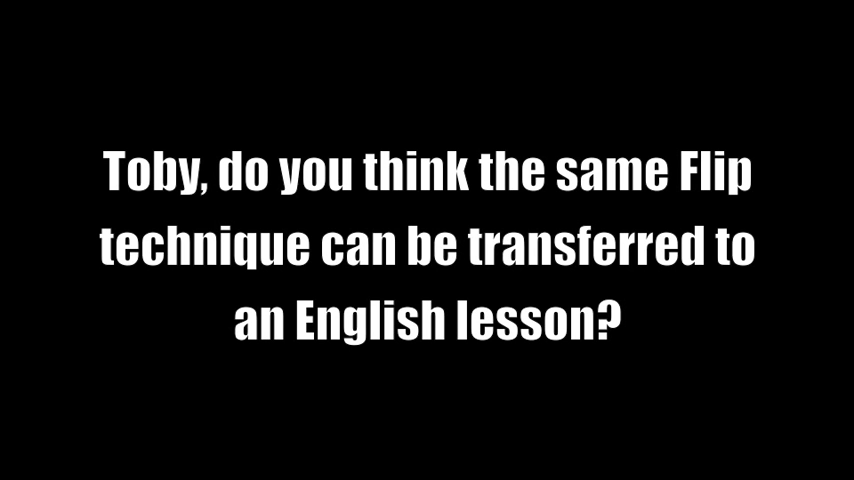 Toby, do you think the same Flip
technique can be transferred to
an English lesson?